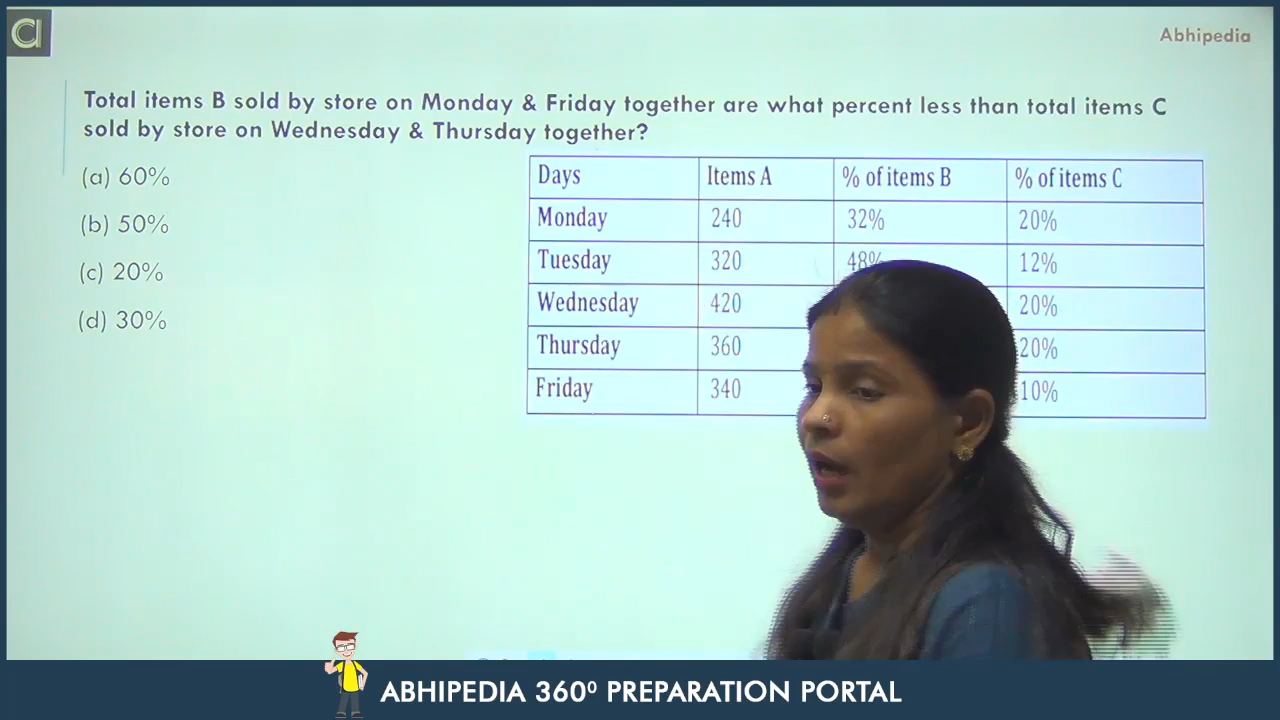 Abhipedia
Total items B sold by store on Monday & Friday together are what percent less than total items C
sold by store on Wednesday & Thursday together?
(a) 60%
(b) 50%
(c) 20%
(d) 30%
Days Items A % of items B % of items C
Monday 240 32% 20%
Tuesday 320 48% 12%
Wednesday 420 20%
Thursday 360 20%
Friday 340 10%
ABHIPEDIA 360⁰ PREPARATION PORTAL